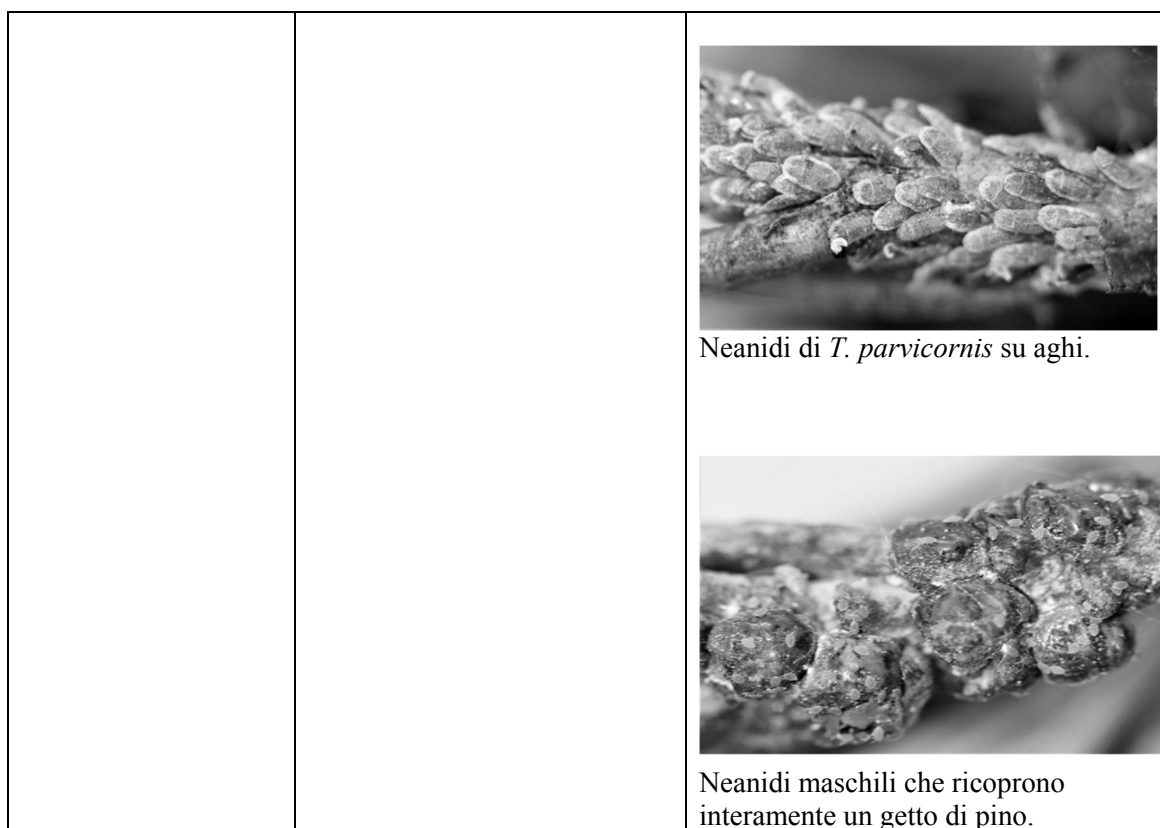 Neanidi di T. parvicornis su aghi.
Neanidi maschili che ricoprono
interamente un getto di pino.